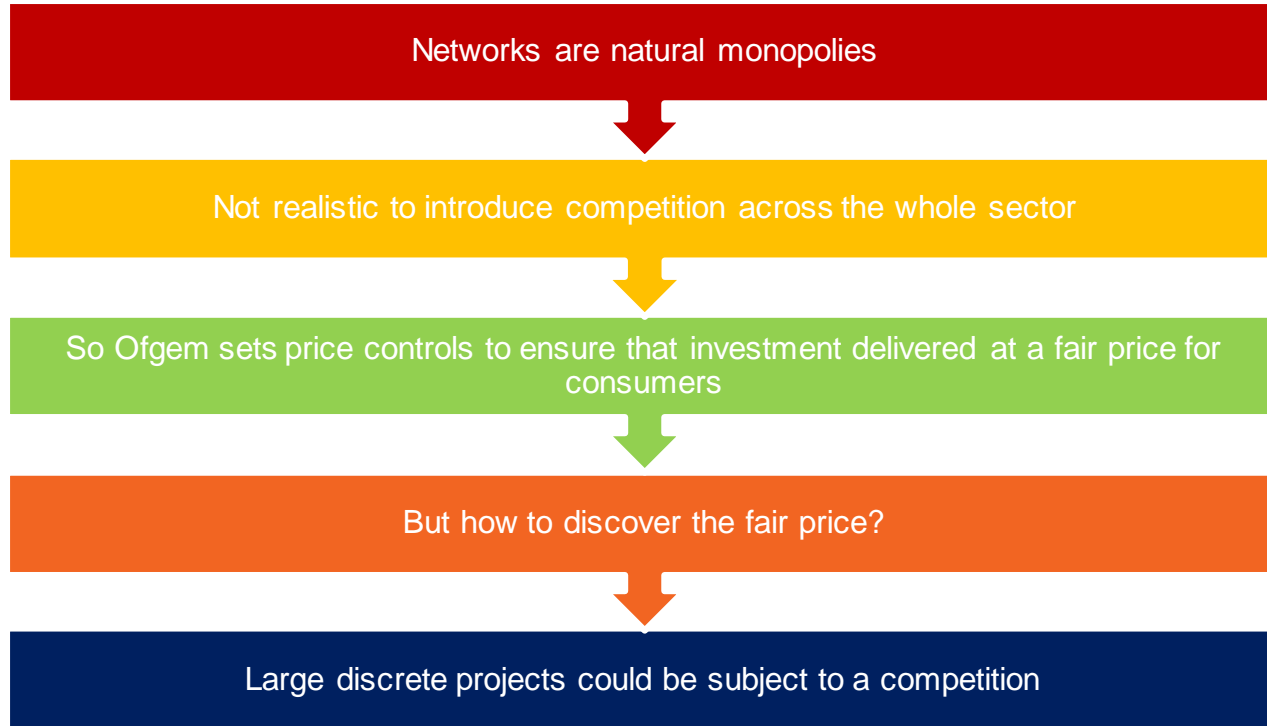 Networks are natural monopolies
Not realistic to introduce competition across the whole sector
So Ofgem sets price controls to ensure that investment delivered at a fair price for
consumers
But how to discover the fair price?
Large discrete projects could be subject to a competition